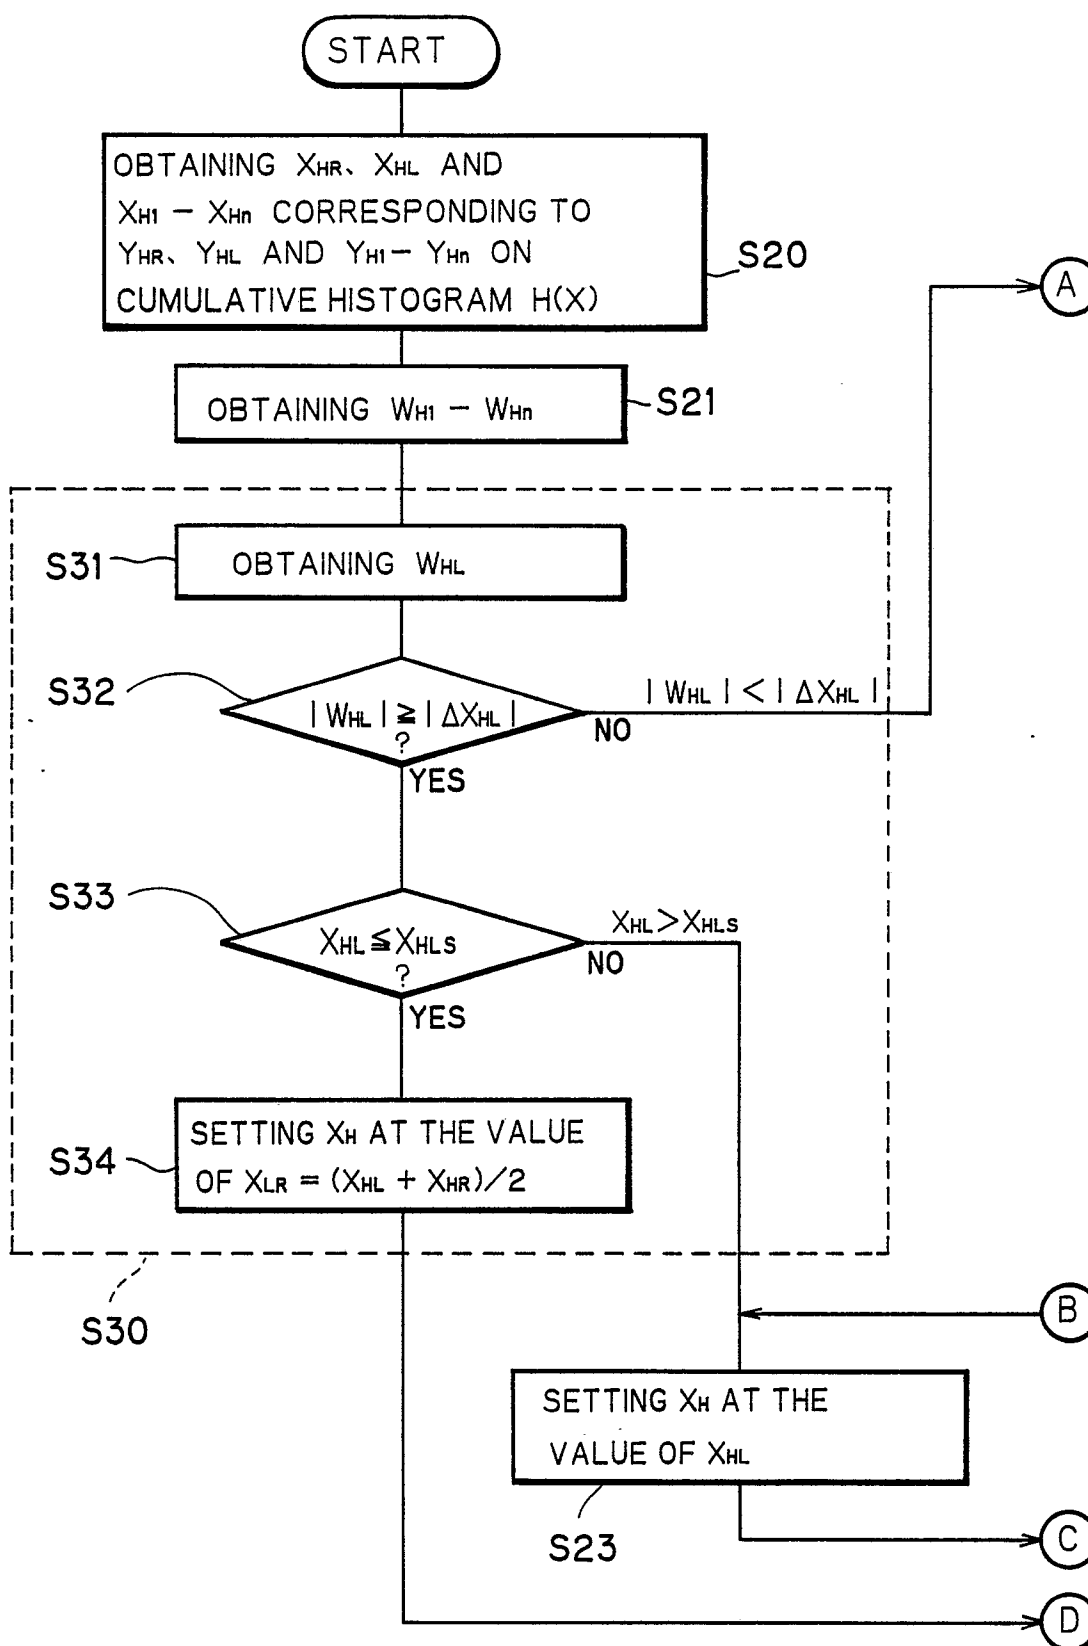 START
OBTAINING XHR、 XHL AND
XH1 – XHn CORRESPONDING TO
YHR、 YHL AND YH1 – YHn ON
CUMULATIVE HISTOGRAM H(X)
S20
A
OBTAINING WH1 – WHn
S21
S31
OBTAINING WHL
S32
| WHL | ≧ | ΔXHL |
?
| WHL | < | ΔXHL |
NO
YES
S33
XHL ≦ XHLS
?
XHL > XHLS
NO
YES
S34
SETTING XH AT THE VALUE
OF XLR = (XHL + XHR)/2
S30
B
SETTING XH AT THE
VALUE OF XHL
S23
C
D